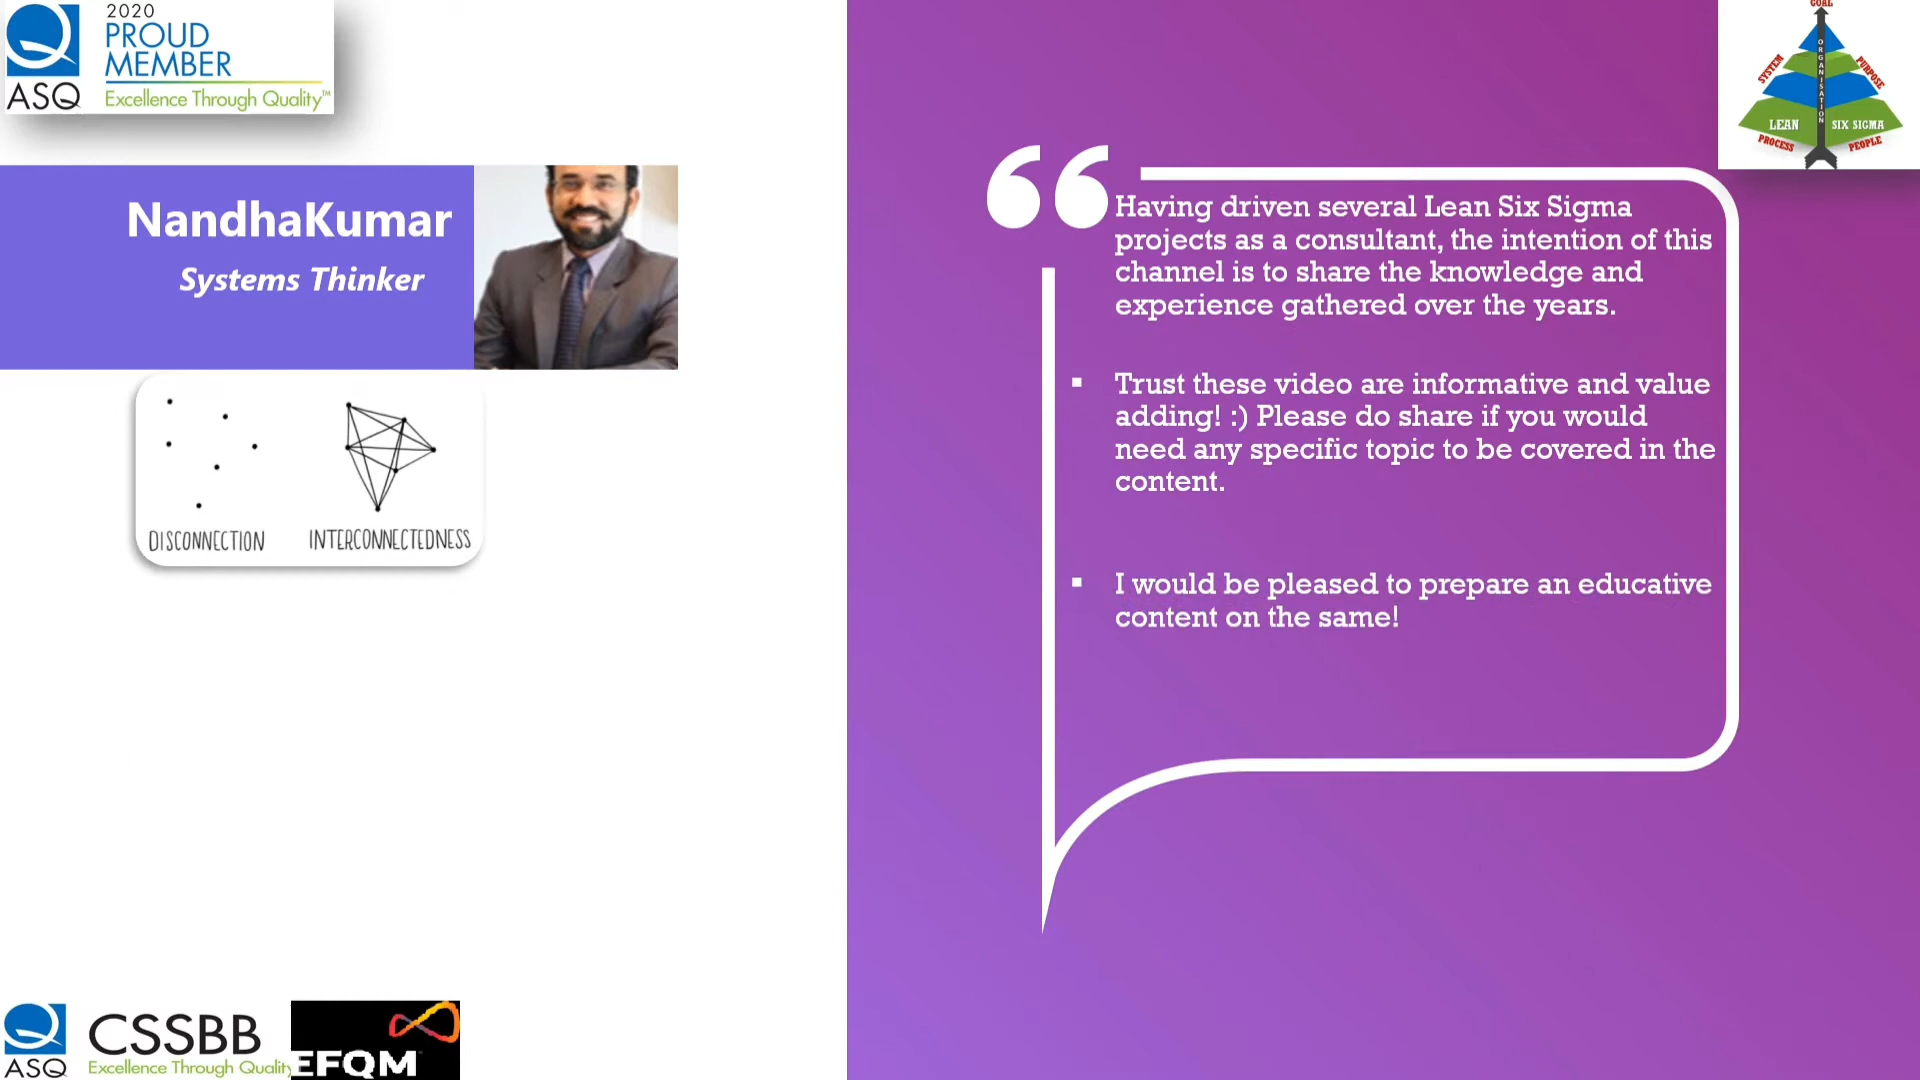 2020
PROUD
MEMBER
ASQ
Excellence Through Quality™
NandhaKumar
Systems Thinker
DISCONNECTION
INTERCONNECTEDNESS
ASQ
CSSBB
Excellence Through Quality
EFQM
GOAL
ORGANISATION
SYSTEM
PURPOSE
LEAN
SIX SIGMA
PROCESS
PEOPLE
“
Having driven several Lean Six Sigma
projects as a consultant, the intention of this
channel is to share the knowledge and
experience gathered over the years.
▪ Trust these video are informative and value
adding! :) Please do share if you would
need any specific topic to be covered in the
content.
▪ I would be pleased to prepare an educative
content on the same!